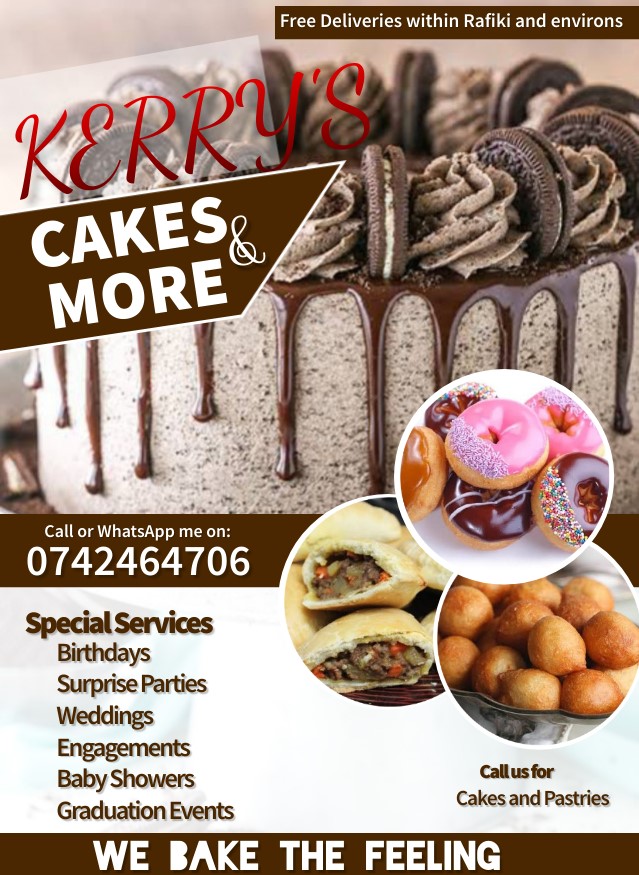 Free Deliveries within Rafiki and environs
KERRY'S
CAKES &
MORE
Call or WhatsApp me on:
0742464706
Special Services
Birthdays
Surprise Parties
Weddings
Engagements
Baby Showers
Graduation Events
Call us for
Cakes and Pastries
WE BAKE THE FEELING